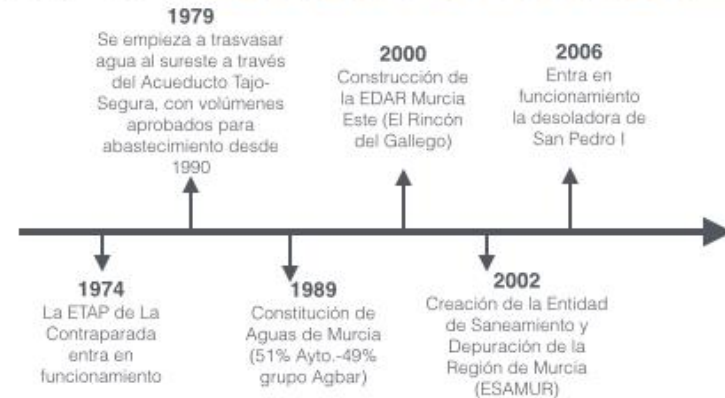 1979
Se empieza a trasvasar
agua al sureste a través
del Acueducto Tajo-
Segura, con volúmenes
aprobados para
abastecimiento desde
1990
2000
Construcción de
la EDAR Murcia
Este (El Rincón
del Gallego)
2006
Entra en
funcionamiento
la desoladora de
San Pedro I
1974
La ETAP de La
Contraparada
entra en
funcionamiento
1989
Constitución de
Aguas de Murcia
(51% Ayto.-49%
grupo Agbar)
2002
Creación de la Entidad
de Saneamiento y
Depuración de la
Región de Murcia
(ESAMUR)